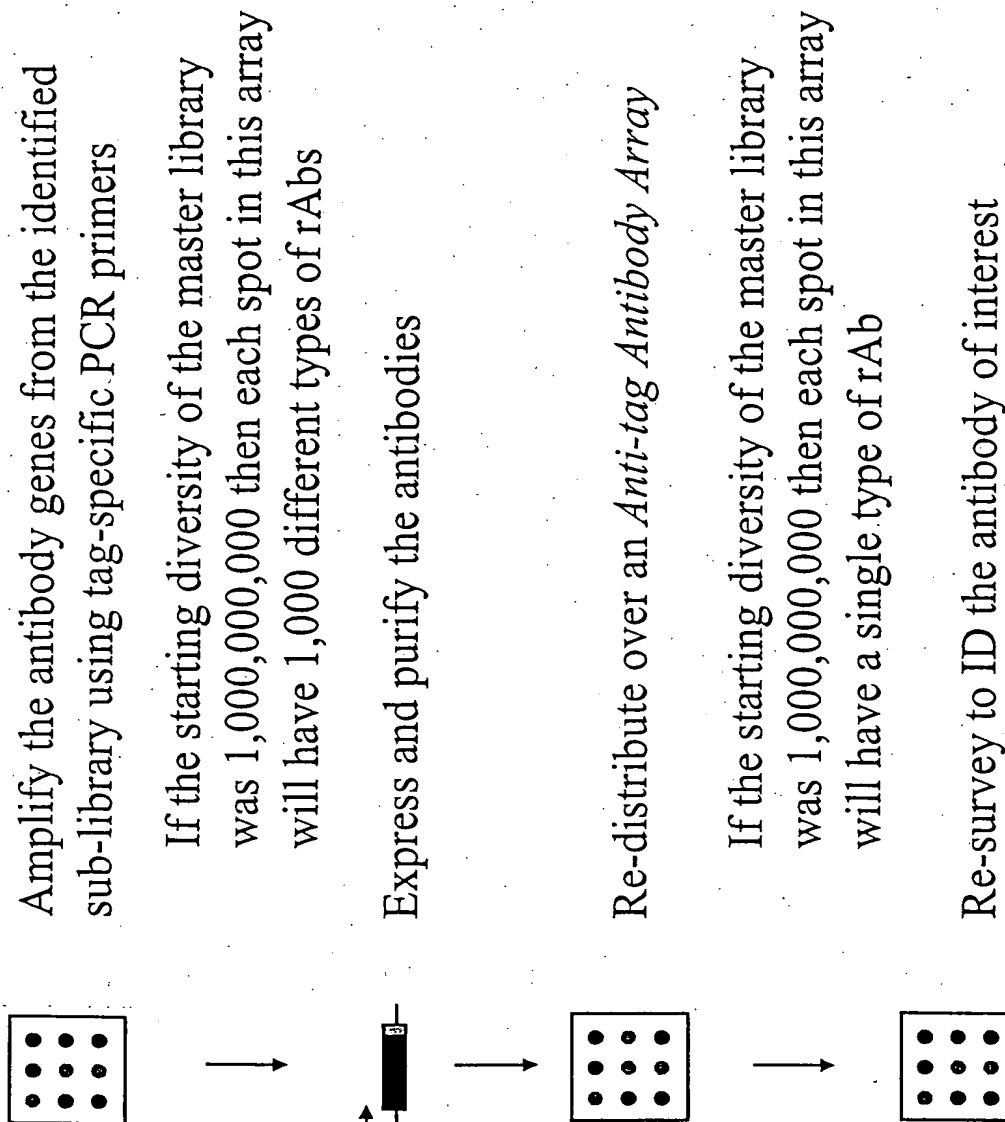 Amplify the antibody genes from the identified
sub-library using tag-specific PCR primers
If the starting diversity of the master library
was 1,000,000,000 then each spot in this array
will have 1,000 different types of rAbs
Express and purify the antibodies
Re-distribute over an Anti-tag Antibody Array
If the starting diversity of the master library
was 1,000,000,000 then each spot in this array
will have a single type of rAb
Re-survey to ID the antibody of interest